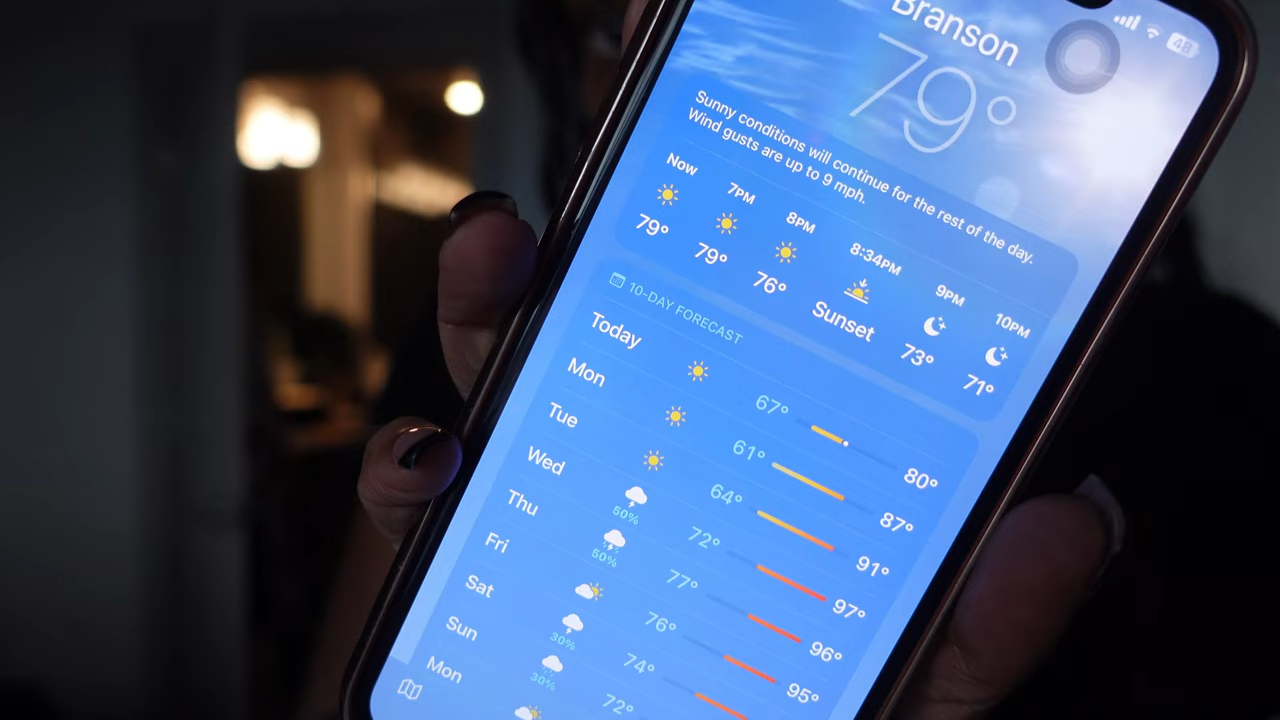 Branson
48
79°
Sunny conditions will continue for the rest of the day.
Wind gusts are up to 9 mph.
Now 7PM 8PM 8:34PM 9PM 10PM
79° 79° 76° Sunset 73° 71°
10-DAY FORECAST
Today 67° 80°
Mon 61° 87°
Tue 64° 91°
Wed 50% 72° 97°
Thu 50% 77° 96°
Fri 76° 95°
Sat 30% 74°
Sun 30% 72°
Mon